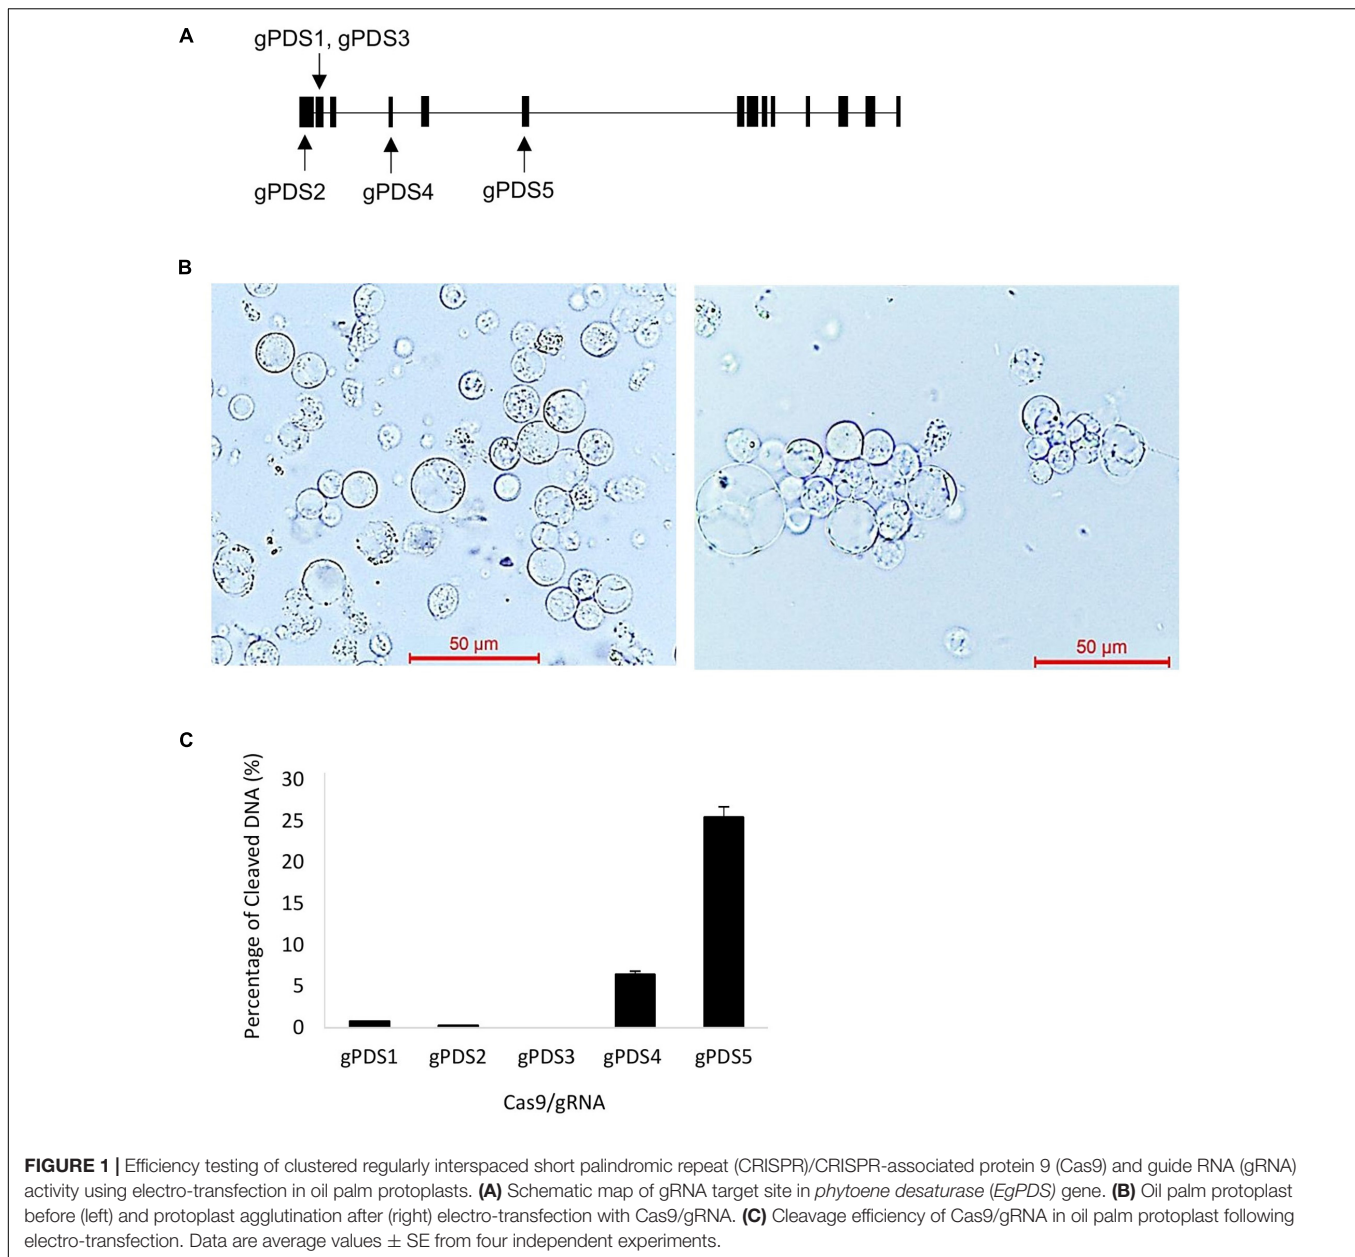 A
gPDS1, gPDS3
gPDS2
gPDS4
gPDS5
B
50 µm
50 µm
C
Percentage of Cleaved DNA (%)
30
25
20
15
10
5
0
gPDS1
gPDS2
gPDS3
gPDS4
gPDS5
Cas9/gRNA
FIGURE 1 | Efficiency testing of clustered regularly interspaced short palindromic repeat (CRISPR)/CRISPR-associated protein 9 (Cas9) and guide RNA (gRNA)
activity using electro-transfection in oil palm protoplasts. (A) Schematic map of gRNA target site in phytoene desaturase (EgPDS) gene. (B) Oil palm protoplast
before (left) and protoplast agglutination after (right) electro-transfection with Cas9/gRNA. (C) Cleavage efficiency of Cas9/gRNA in oil palm protoplast following
electro-transfection. Data are average values ± SE from four independent experiments.